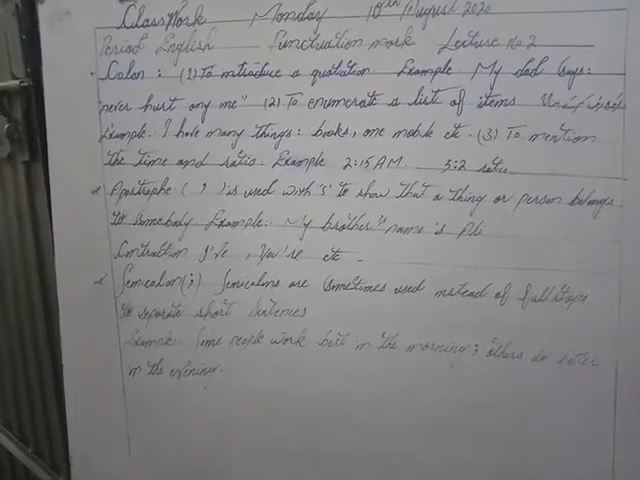 ClassWork Monday 10th August 2020
Period English Punctuation mark Lecture No 2
Colon : (1) To introduce a quotation. Example My dad says:
"never hurt any one" (2) To enumerate a list of items
Example. I have many things: books, one mobile etc. (3) To mention
the time and ratio. Example 2:15 AM. 3:2 ratio.
Apostrophe ( ' ) is used with 's' to show that a thing or person belongs
to somebody. Example: My brother's name is Ali
Contraction I've, You're etc.
Semicolon(;) Semicolons are sometimes used instead of full stops
to separate short sentences
Example: Some people work best in the morning; others do better
in the evening.